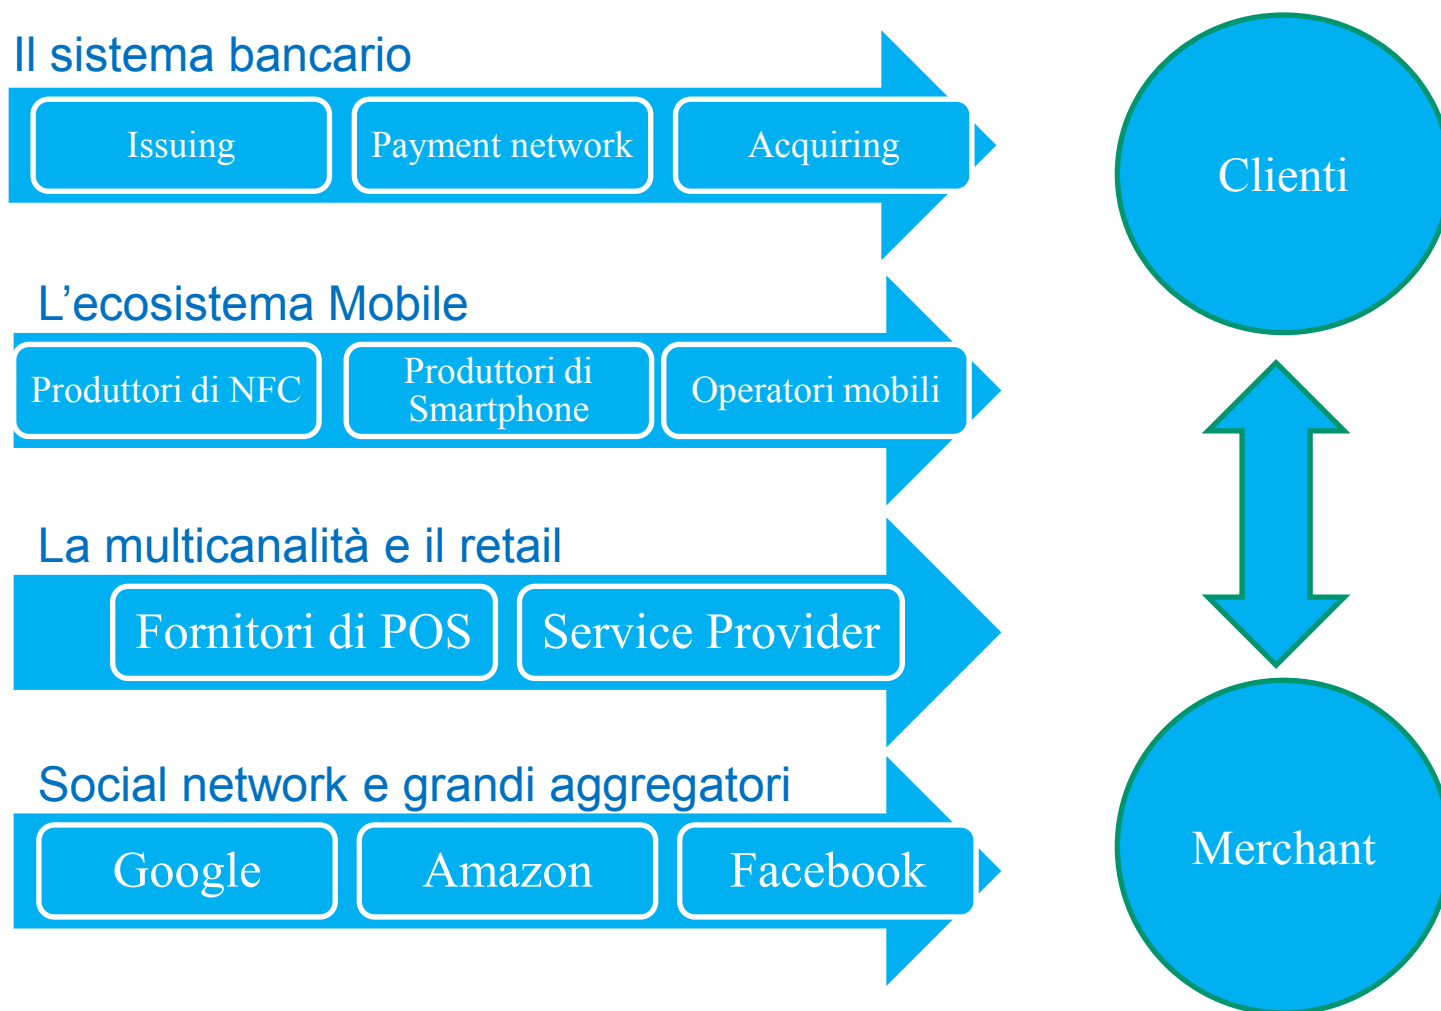 Il sistema bancario
Issuing
Payment network
Acquiring
Clienti
L’ecosistema Mobile
Produttori di NFC
Produttori di
Smartphone
Operatori mobili
La multicanalità e il retail
Fornitori di POS
Service Provider
Social network e grandi aggregatori
Google
Amazon
Facebook
Merchant